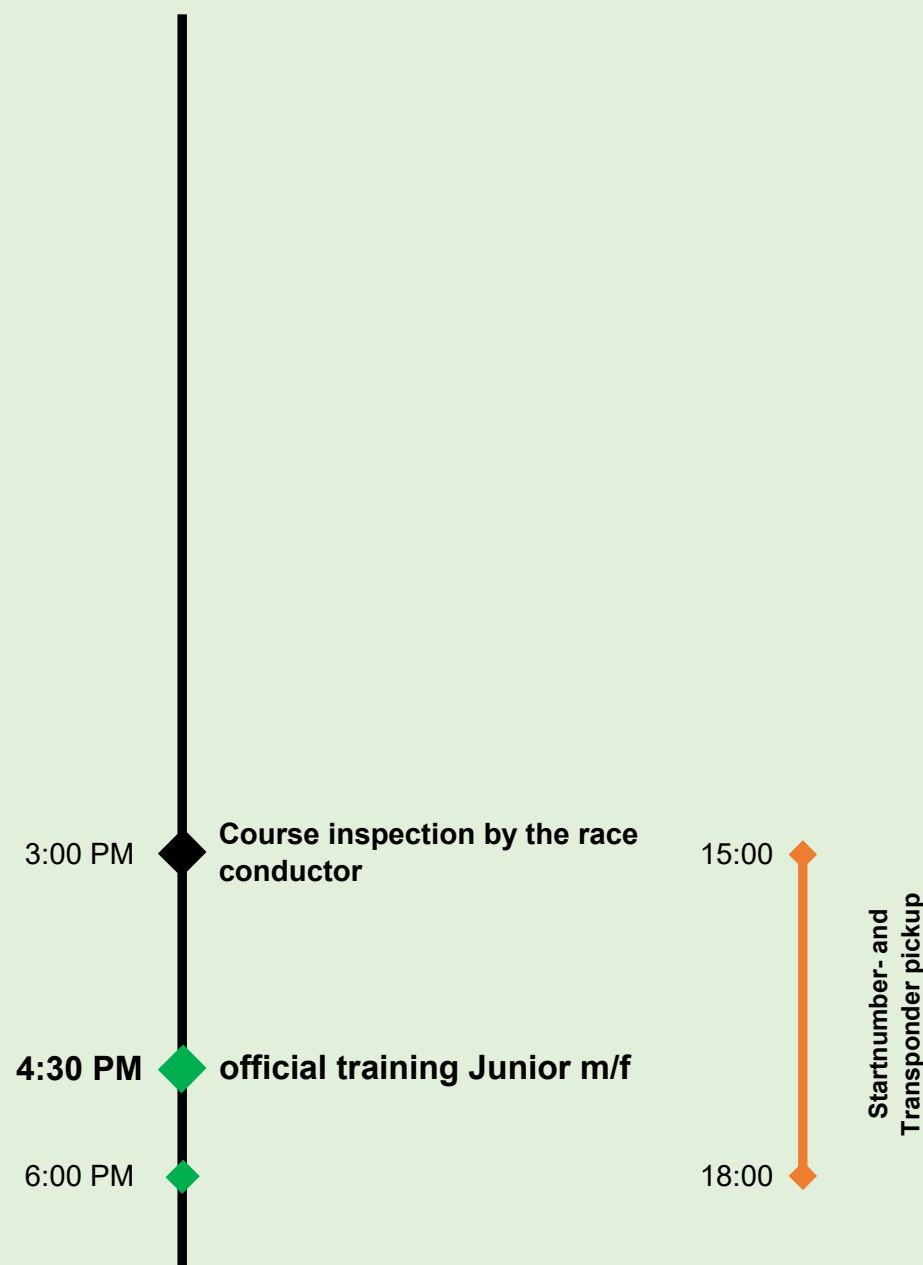 3:00 PM
Course inspection by the race
conductor
15:00
Startnumber- and
Transponder pickup
4:30 PM
official training Junior m/f
6:00 PM
18:00